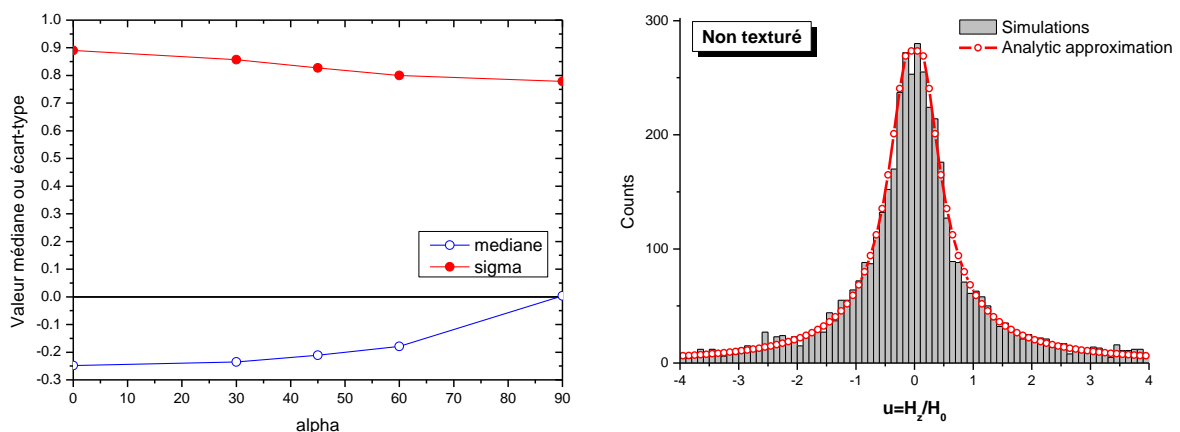 Valeur médiane ou écart-type
1.0
0.9
0.8
0.7
0.6
0.5
0.4
0.3
0.2
0.1
0.0
-0.1
-0.2
-0.3
mediane
sigma
0 10 20 30 40 50 60 70 80 90
alpha
Non texturé
Simulations
Analytic approximation
Counts
300
200
100
0
-4 -3 -2 -1 0 1 2 3 4
u=H_z/H_0